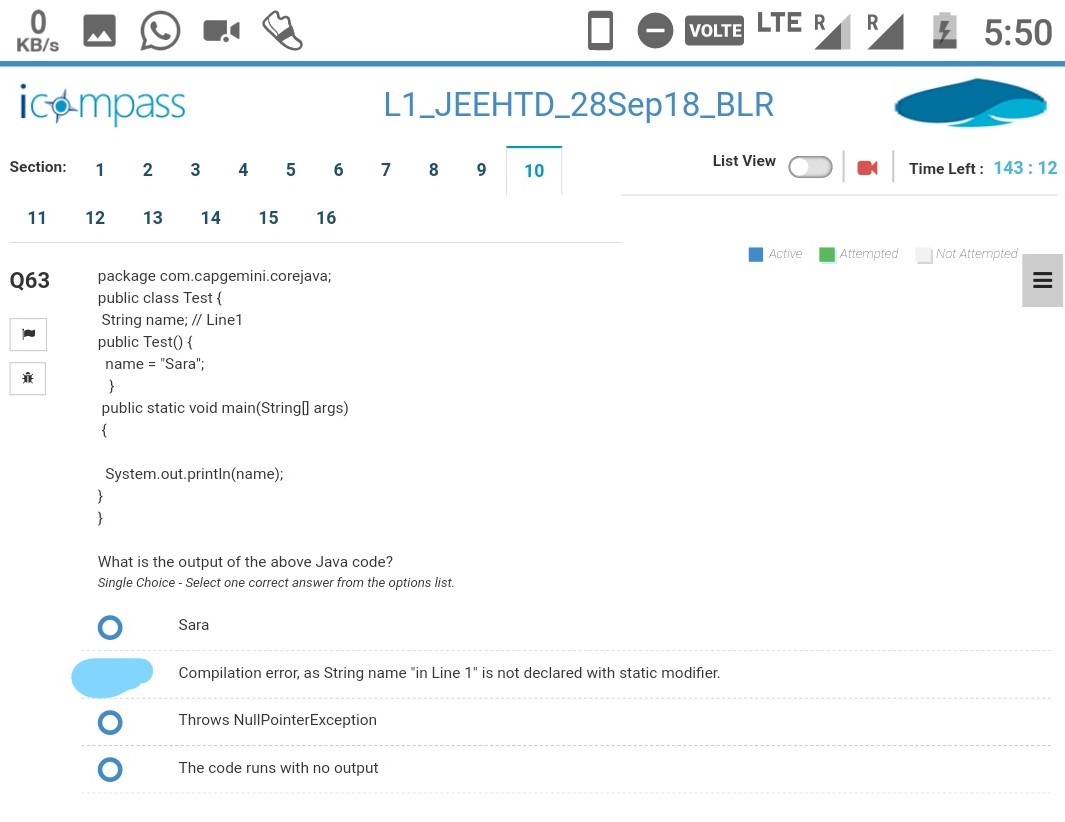 0
KB/s
VOLTE LTE R R 5:50
icompass
L1_JEEHTD_28Sep18_BLR
Section: 1 2 3 4 5 6 7 8 9 10
11 12 13 14 15 16
List View
Time Left : 143 : 12
Active Attempted Not Attempted
Q63
package com.capgemini.corejava;
public class Test {
String name; // Line1
public Test() {
name = "Sara";
}
public static void main(String[] args)
{
System.out.println(name);
}
}
What is the output of the above Java code?
Single Choice - Select one correct answer from the options list.
Sara
Compilation error, as String name "in Line 1" is not declared with static modifier.
Throws NullPointerException
The code runs with no output